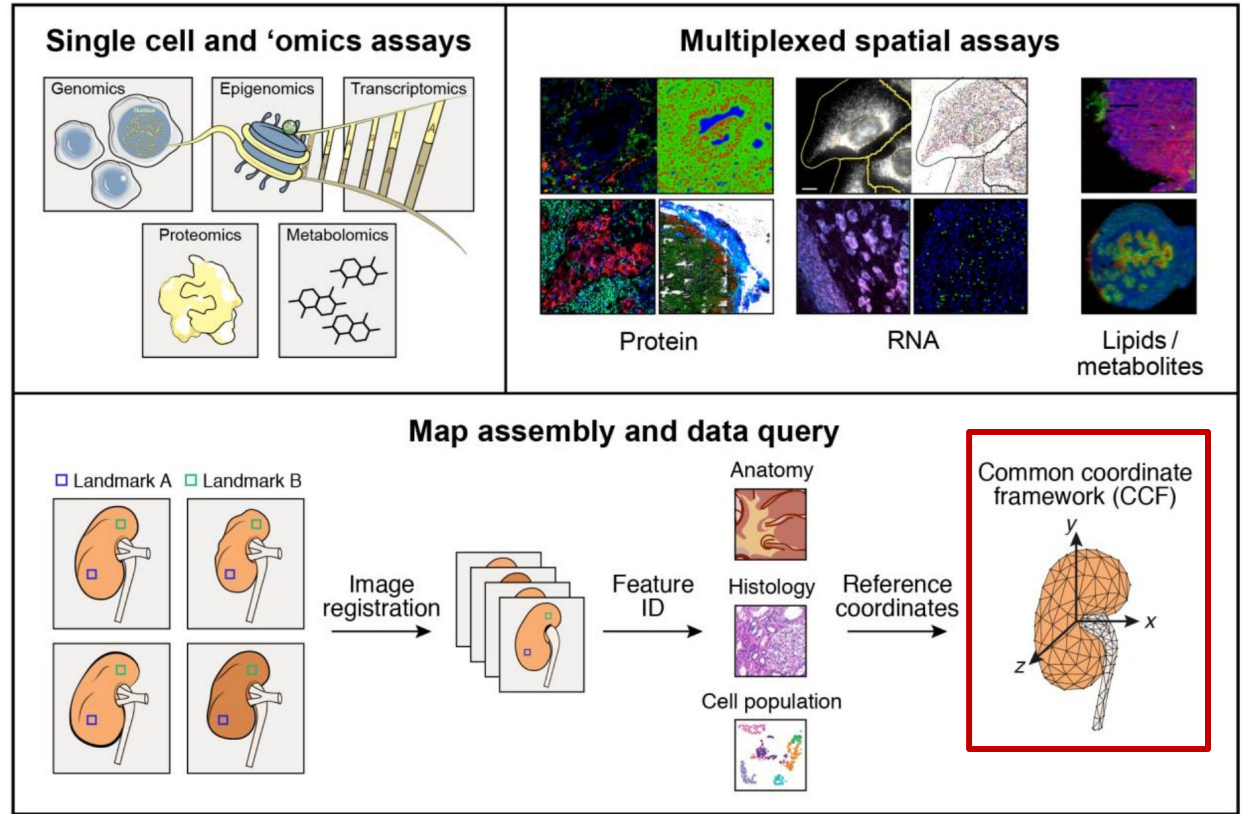 Single cell and ‘omics assays
Genomics
Epigenomics
Transcriptomics
Proteomics
Metabolomics
Multiplexed spatial assays
Protein
RNA
Lipids /
metabolites
Map assembly and data query
Landmark A
Landmark B
Image
registration
Feature
ID
Anatomy
Histology
Cell population
Reference
coordinates
Common coordinate
framework (CCF)
y
x
z